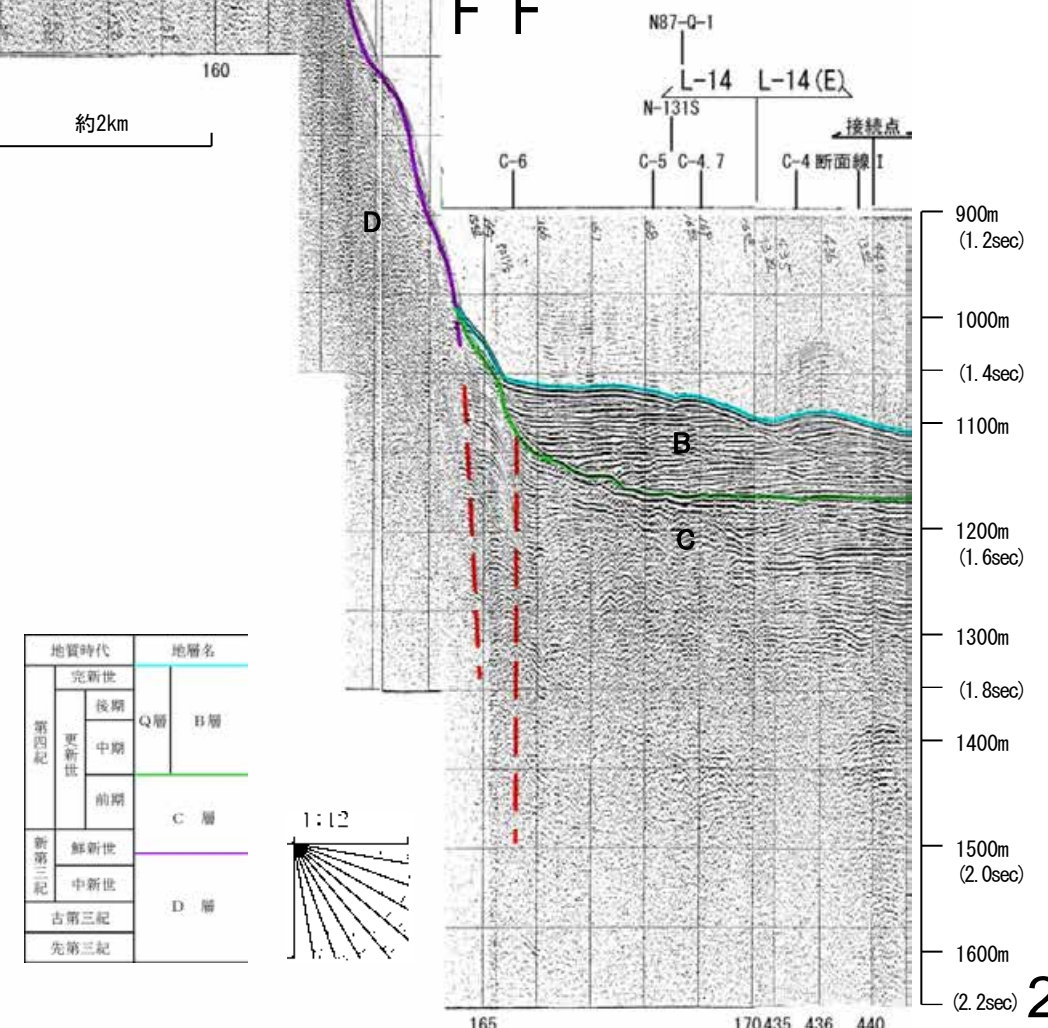 F F
N87-Q-1
L-14 L-14(E)
N-131S
接続点
C-6 C-5 C-4.7 C-4 断面線I
160
約2km
D
B
C
900m
(1.2sec)
1000m
(1.4sec)
1100m
1200m
(1.6sec)
1300m
(1.8sec)
1400m
1500m
(2.0sec)
1600m
(2.2sec)
2
165 170 435 436 440
地質時代 地層名
第四紀 完新世
更新世 後期 Q層 B層
中期
前期 C 層
新第三紀 鮮新世
中新世 D 層
古第三紀
先第三紀
1:12